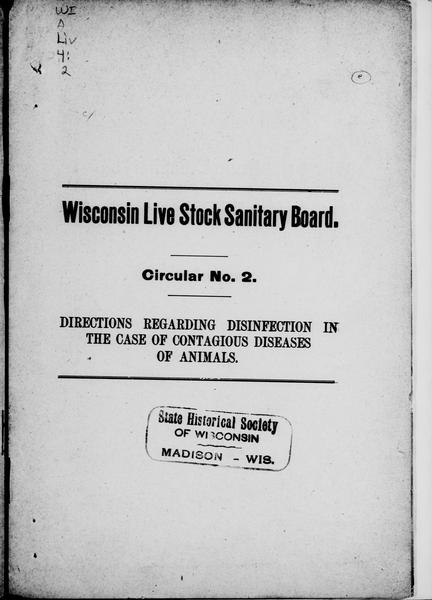 WI
A
Liv
4:
2
Wisconsin Live Stock Sanitary Board.
Circular No. 2.
DIRECTIONS REGARDING DISINFECTION IN
THE CASE OF CONTAGIOUS DISEASES
OF ANIMALS.
State Historical Society
OF WISCONSIN
MADISON - WIS.